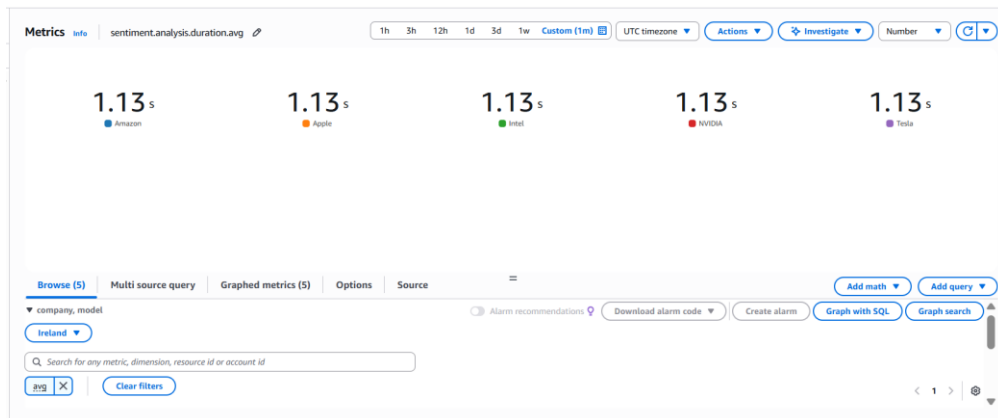 Metrics Info sentiment.analysis.duration.avg 1h 3h 12h 1d 3d 1w Custom (1m) UTC timezone Actions Investigate Number
1.13 s 1.13 s 1.13 s 1.13 s 1.13 s
Amazon Apple Intel NVIDIA Tesla
Browse (5) Multi source query Graphed metrics (5) Options Source Add math Add query
company, model Alarm recommendations Download alarm code Create alarm Graph with SQL Graph search
Ireland
Search for any metric, dimension, resource id or account id
avg Clear filters 1